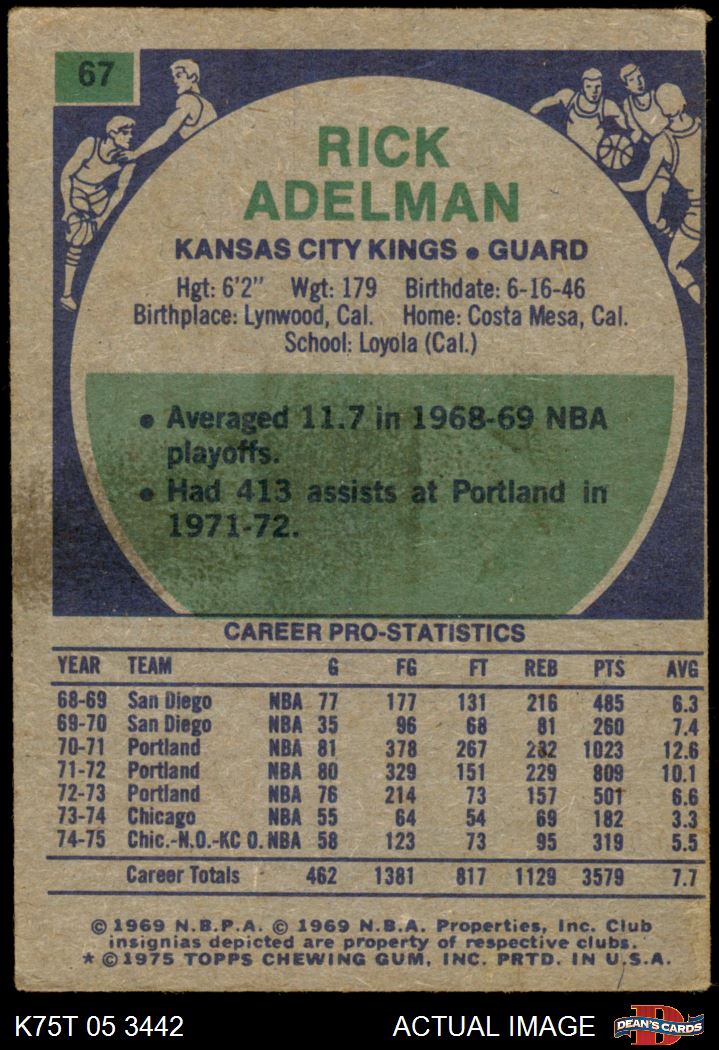 67
RICK
ADELMAN
KANSAS CITY KINGS • GUARD
Hgt: 6'2" Wgt: 179 Birthdate: 6-16-46
Birthplace: Lynwood, Cal. Home: Costa Mesa, Cal.
School: Loyola (Cal.)
• Averaged 11.7 in 1968-69 NBA
playoffs.
• Had 413 assists at Portland in
1971-72.
CAREER PRO-STATISTICS
YEAR TEAM G FG FT REB PTS AVG
68-69 San Diego NBA 77 177 131 216 485 6.3
69-70 San Diego NBA 35 96 68 81 260 7.4
70-71 Portland NBA 81 378 267 282 1023 12.6
71-72 Portland NBA 80 329 151 229 809 10.1
72-73 Portland NBA 76 214 73 157 501 6.6
73-74 Chicago NBA 55 64 54 69 182 3.3
74-75 Chic.-N.O.-KC O. NBA 58 123 73 95 319 5.5
Career Totals 462 1381 817 1129 3579 7.7
© 1969 N.B.P.A. © 1969 N.B.A. Properties, Inc. Club
insignias depicted are property of respective clubs.
* © 1975 TOPPS CHEWING GUM, INC. PRTD. IN U.S.A.
K75T 05 3442 ACTUAL IMAGE
D
DEAN'S CARDS